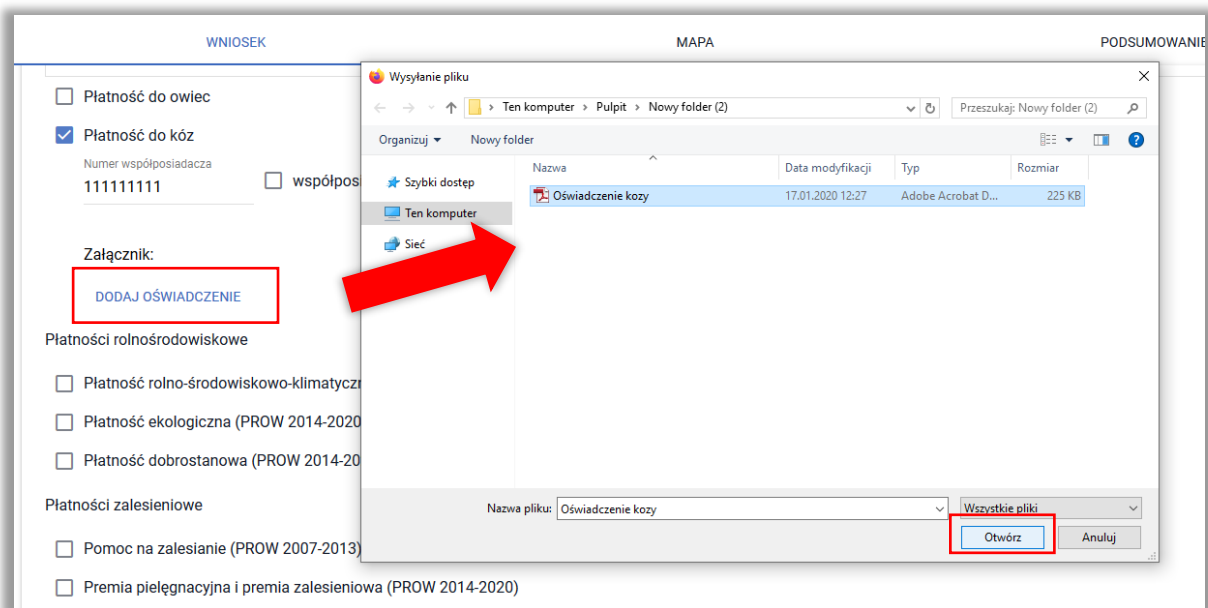 WNIOSEK MAPA PODSUMOWANIE
Płatność do owiec
Płatność do kóz
Numer współposiadacza
111111111
współposi
Załącznik:
DODAJ OŚWIADCZENIE
Płatności rolnośrodowiskowe
Płatność rolno-środowiskowo-klimatyczn
Płatność ekologiczna (PROW 2014-2020
Płatność dobrostanowa (PROW 2014-20
Płatności zalesieniowe
Pomoc na zalesianie (PROW 2007-2013)
Premia pielęgnacyjna i premia zalesieniowa (PROW 2014-2020)
Wysyłanie pliku
Ten komputer > Pulpit > Nowy folder (2)
Przeszukaj: Nowy folder (2)
Organizuj Nowy folder
Nazwa Data modyfikacji Typ Rozmiar
Szybki dostęp
Ten komputer
Sieć
Oświadczenie kozy 17.01.2020 12:27 Adobe Acrobat D... 225 KB
Nazwa pliku: Oświadczenie kozy Wszystkie pliki
Otwórz Anuluj